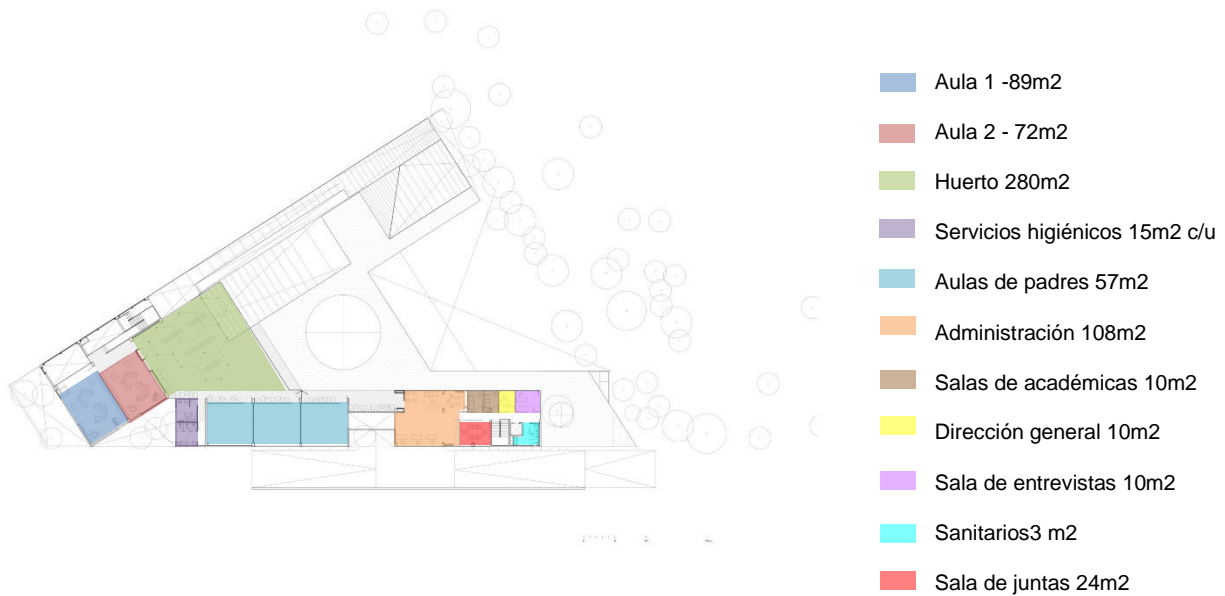 Aula 1 -89m2
Aula 2 - 72m2
Huerto 280m2
Servicios higiénicos 15m2 c/u
Aulas de padres 57m2
Administración 108m2
Salas de académicas 10m2
Dirección general 10m2
Sala de entrevistas 10m2
Sanitarios3 m2
Sala de juntas 24m2